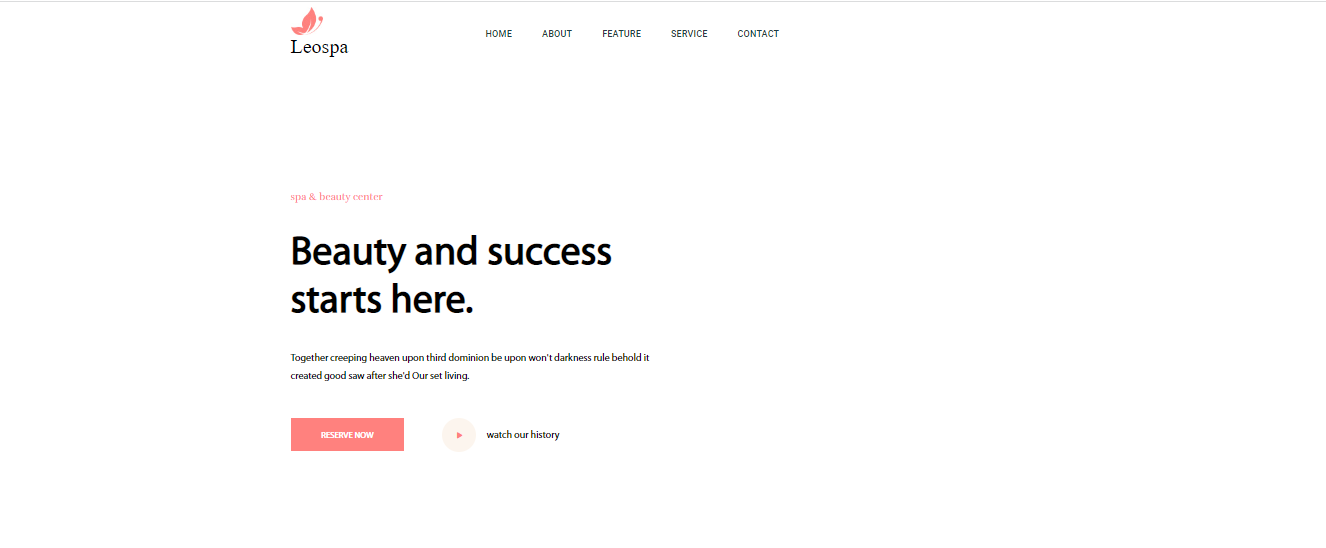 Leospa
HOME ABOUT FEATURE SERVICE CONTACT
spa & beauty center
Beauty and success
starts here.
Together creeping heaven upon third dominion be upon won't darkness rule behold it
created good saw after she'd Our set living.
RESERVE NOW
watch our history